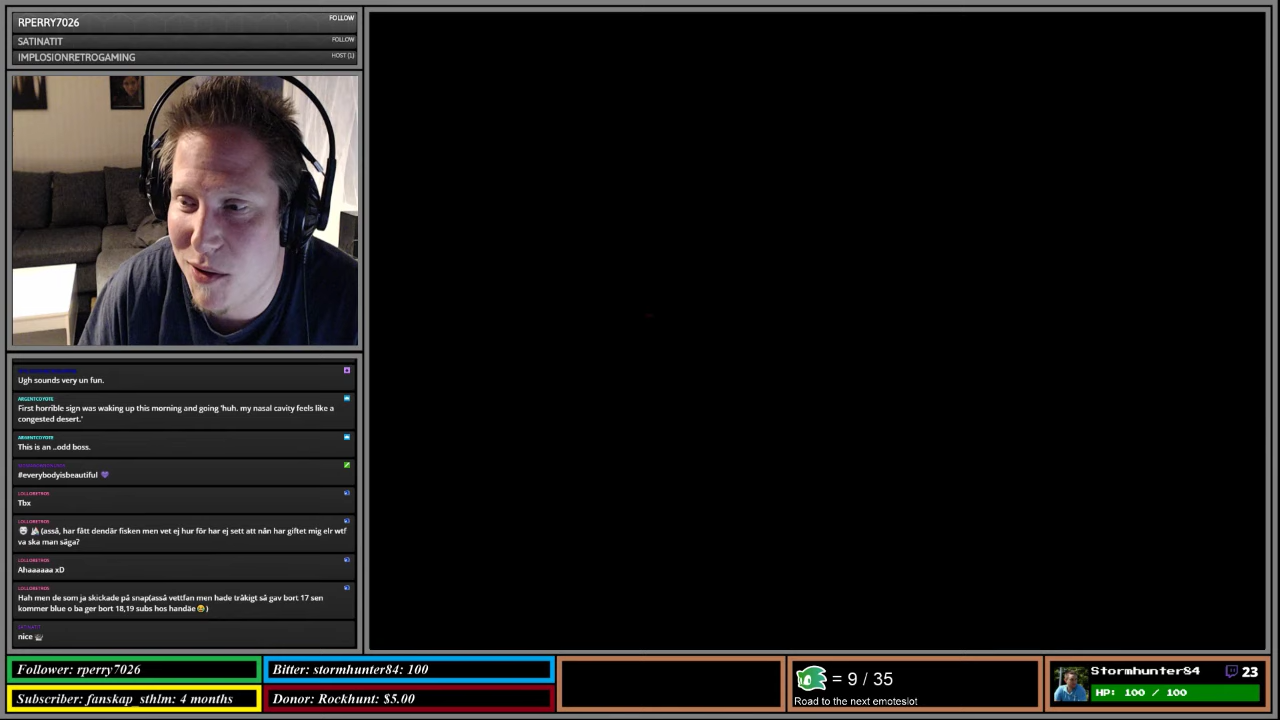 RPERRY7026 FOLLOW
SATINATIT FOLLOW
IMPLOSIONRETROGAMING HOST (1)
Ugh sounds very un fun.
ARGENTCOYOTE
First horrible sign was waking up this morning and going 'huh. my nasal cavity feels like a
congested desert.'
ARGENTCOYOTE
This is an ..odd boss.
#everybodyisbeautiful 💜
LOLLORETROS
Tbx
LOLLORETROS
(asså, har fått dendär fisken men vet ej hur för har ej sett att nån har giftet mig elr wtf
va ska man säga?
LOLLORETROS
Ahaaaaaa xD
LOLLORETROS
Hah men de som ja skickade på snap(asså vettfan men hade tråkigt så gav bort 17 sen
kommer blue o ba ger bort 18,19 subs hos handäe 😂)
SATINATIT
nice
Follower: rperry7026
Bitter: stormhunter84: 100
Subscriber: fanskap_sthlm: 4 months
Donor: Rockhunt: $5.00
= 9 / 35
Road to the next emoteslot
Stormhunter84 23
HP: 100 / 100